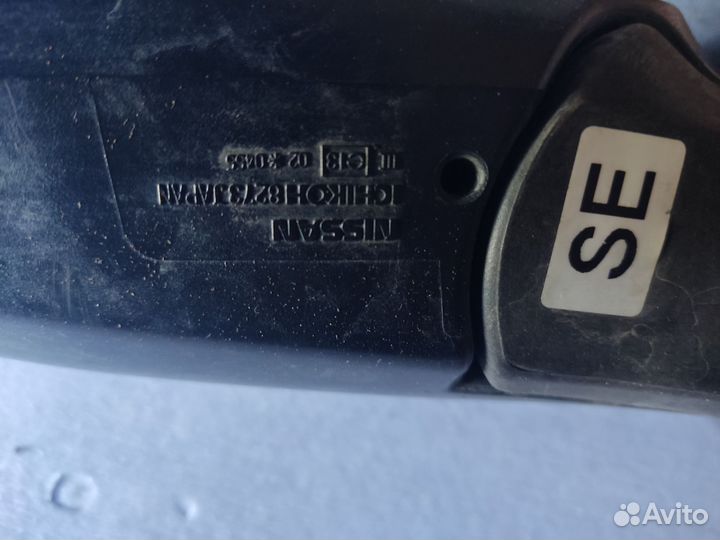 NISSAN
ICHIKOH 8273 JAPAN
SE
Avito